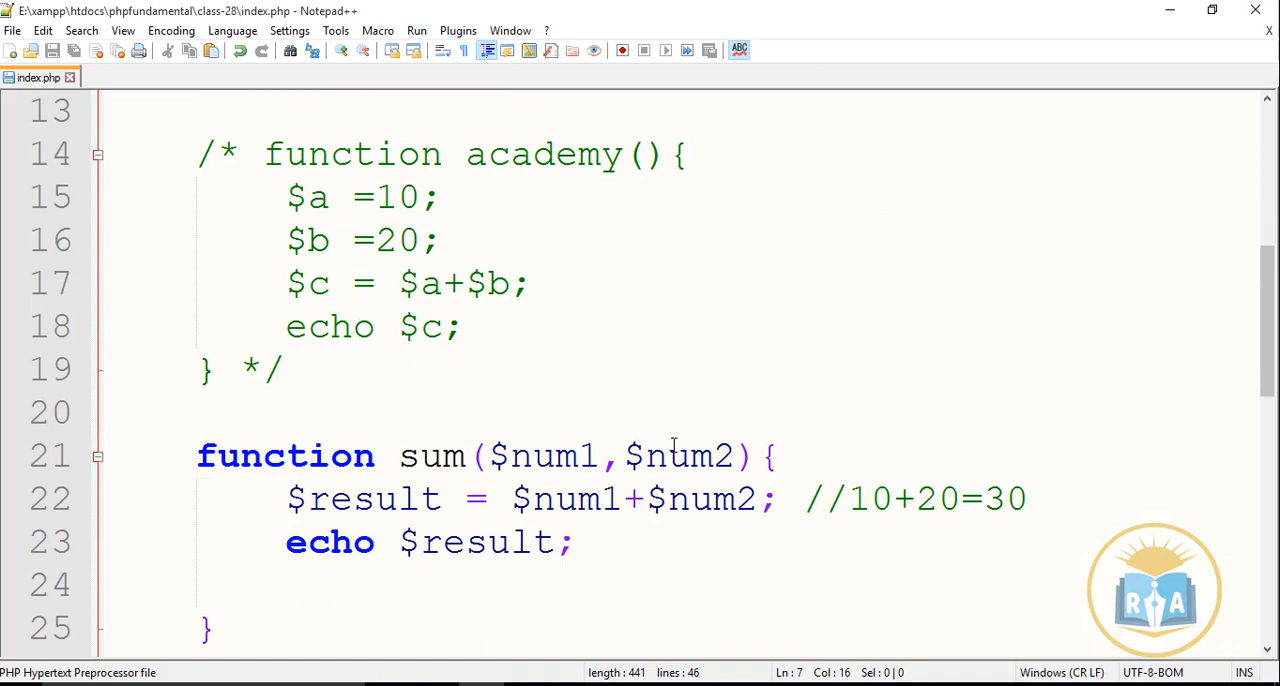 E:\xampp\htdocs\phpfundamental\class-28\index.php - Notepad++
File Edit Search View Encoding Language Settings Tools Macro Run Plugins Window ? X
ABC
index.php
13
14 /* function academy(){
15 $a =10;
16 $b =20;
17 $c = $a+$b;
18 echo $c;
19 } */
20
21 function sum($num1,$num2){
22 $result = $num1+$num2; //10+20=30
23 echo $result;
24
25 }
R A
PHP Hypertext Preprocessor file length : 441 lines : 46 Ln : 7 Col : 16 Sel : 0 | 0 Windows (CR LF) UTF-8-BOM INS